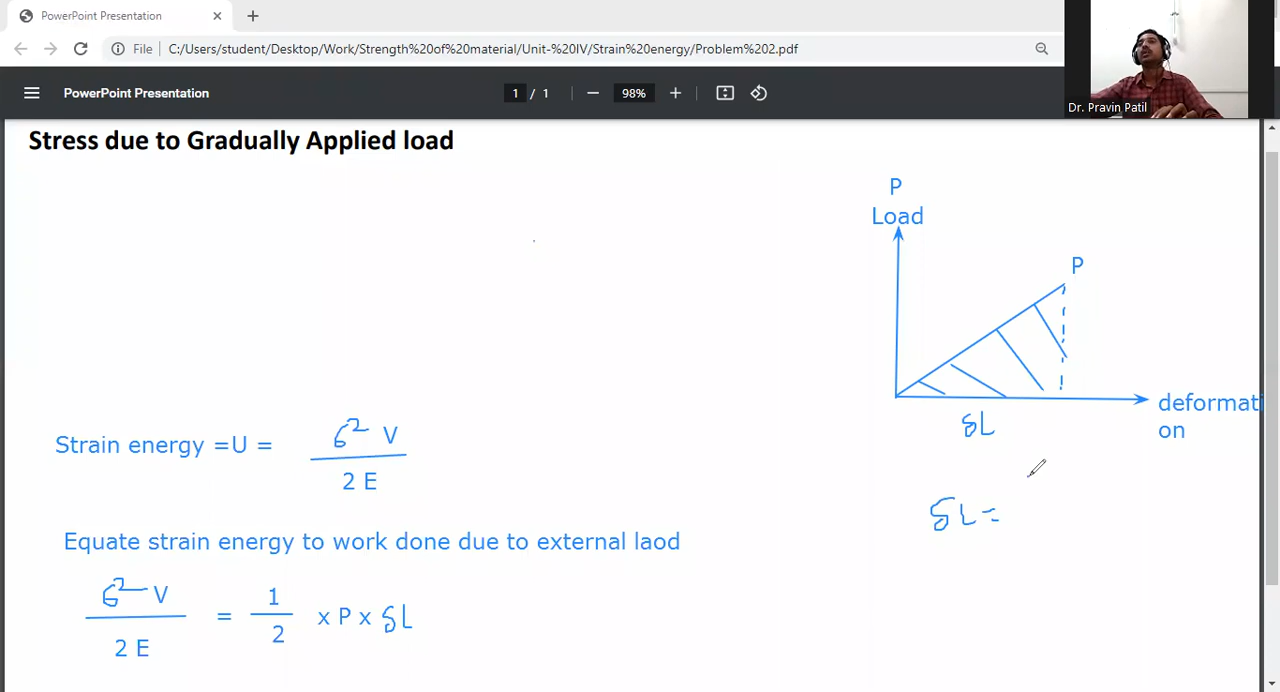 PowerPoint Presentation
File
C:/Users/student/Desktop/Work/Strength%20of%20material/Unit-%20IV/Strain%20energy/Problem%202.pdf
PowerPoint Presentation
1 / 1
98%
Dr. Pravin Patil
Stress due to Gradually Applied load
P
Load
P
deformati
on
δL
Strain energy =U = σ² V
2 E
δL=
Equate strain energy to work done due to external laod
σ² V = 1 x P x δL
2 E 2